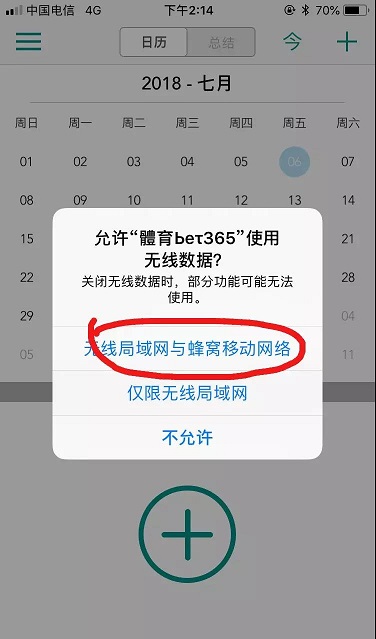 中国电信 4G 下午2:14 70%
日历 总结 今
2018 - 七月
周日 周一 周二 周三 周四 周五 周六
01 02 03 04 05 06 07
08 09 10 11 12 13 14
15 21
22 28
29 04
05 11
允许“體育beт365”使用
无线数据?
关闭无线数据时，部分功能可能无法
使用。
无线局域网与蜂窝移动网络
仅限无线局域网
不允许